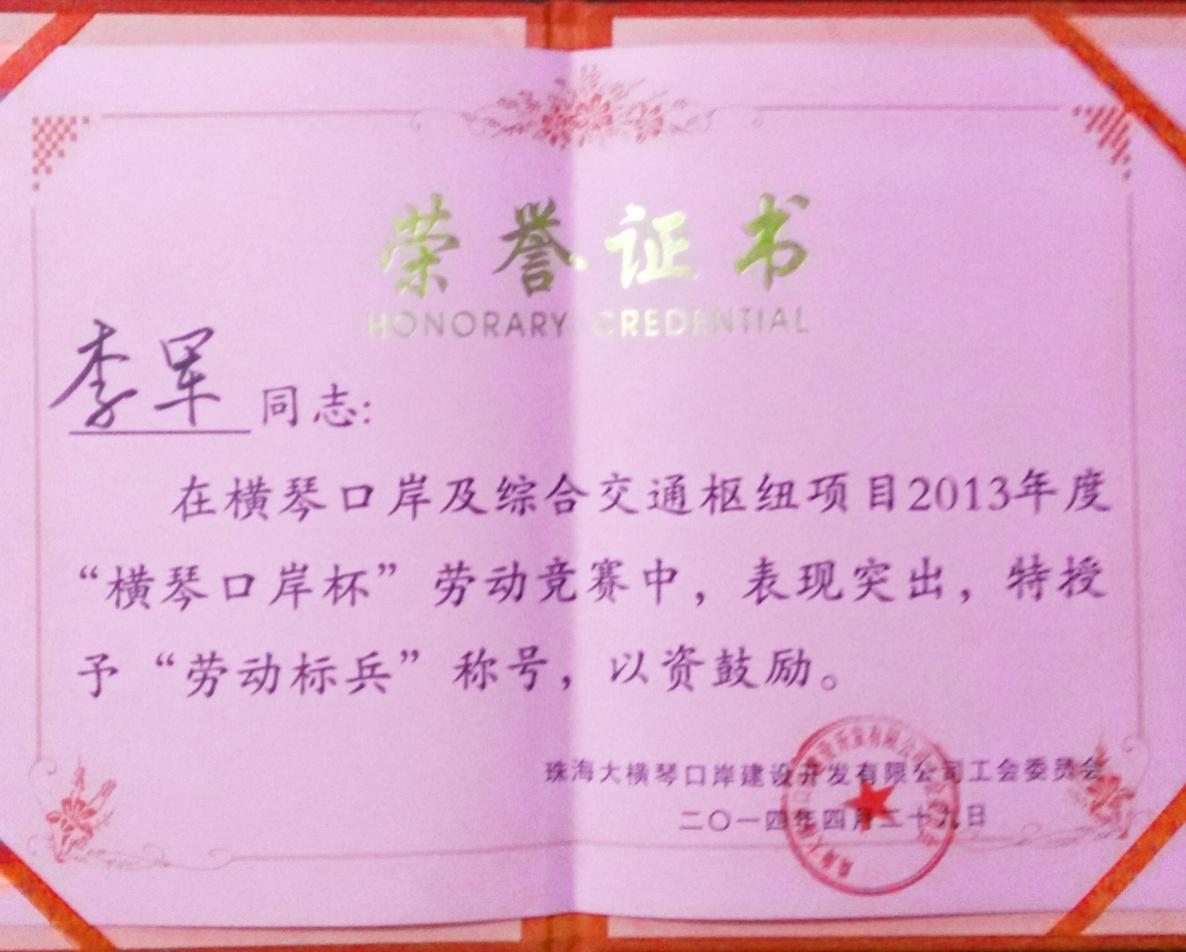 荣誉证书
HONORARY CREDENTIAL
李军同志:
在横琴口岸及综合交通枢纽项目2013年度
“横琴口岸杯”劳动竞赛中，表现突出，特授
予“劳动标兵”称号，以资鼓励。
珠海大横琴口岸建设开发有限公司工会委员会
二〇一四年四月二十九日